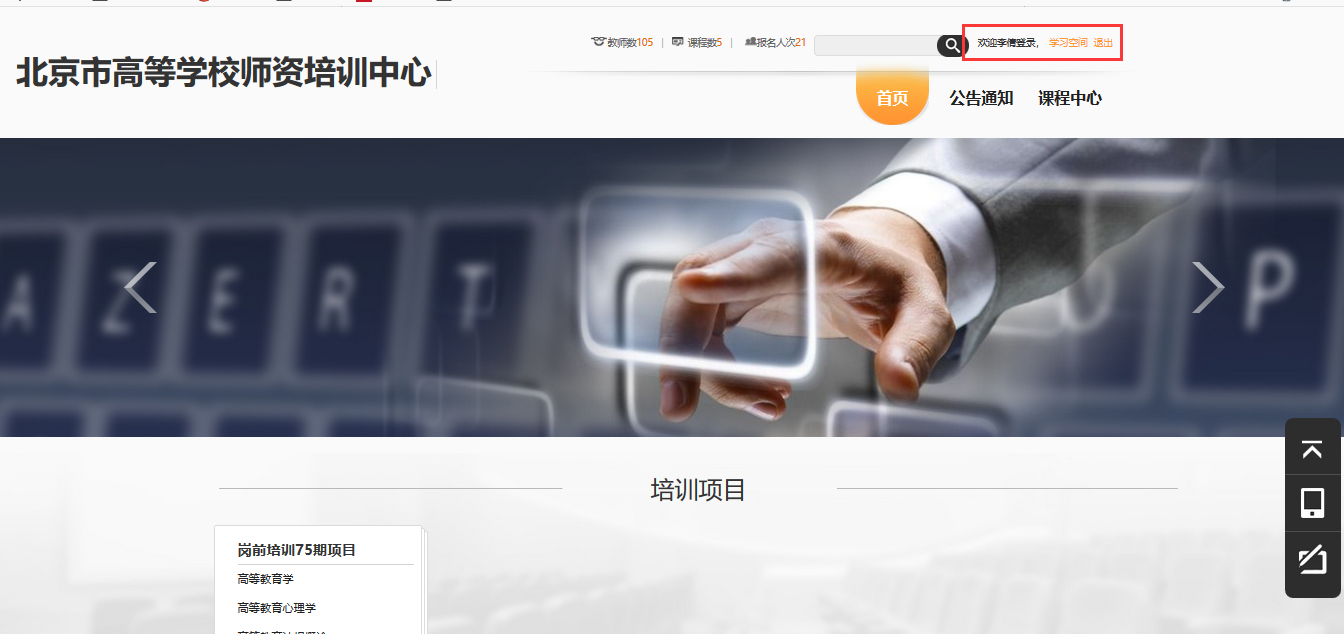 教师数105 | 课程数5 | 报名人次21
欢迎李倩登录, 学习空间 退出
北京市高等学校师资培训中心
首页 公告通知 课程中心
A Z E R T O P
培训项目
岗前培训75期项目
高等教育学
高等教育心理学